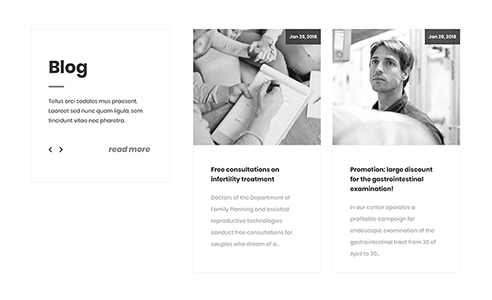 Blog
Tellus orci sodales mus praesent.
Laoreet sed nunc quam ligula, sem
tincidunt vitae nec pharetra.
read more
Jan 29, 2018
Free consultations on
infertility treatment
Doctors of the Department of
Family Planning and assisted
reproductive technologies
conduct free consultations for
couples who dream of a...
Jan 29, 2018
Promotion: large discount
for the gastrointestinal
examination!
In our center operates a
profitable campaign for
endoscopic examination of the
gastrointestinal tract from 30 of
April to 30...